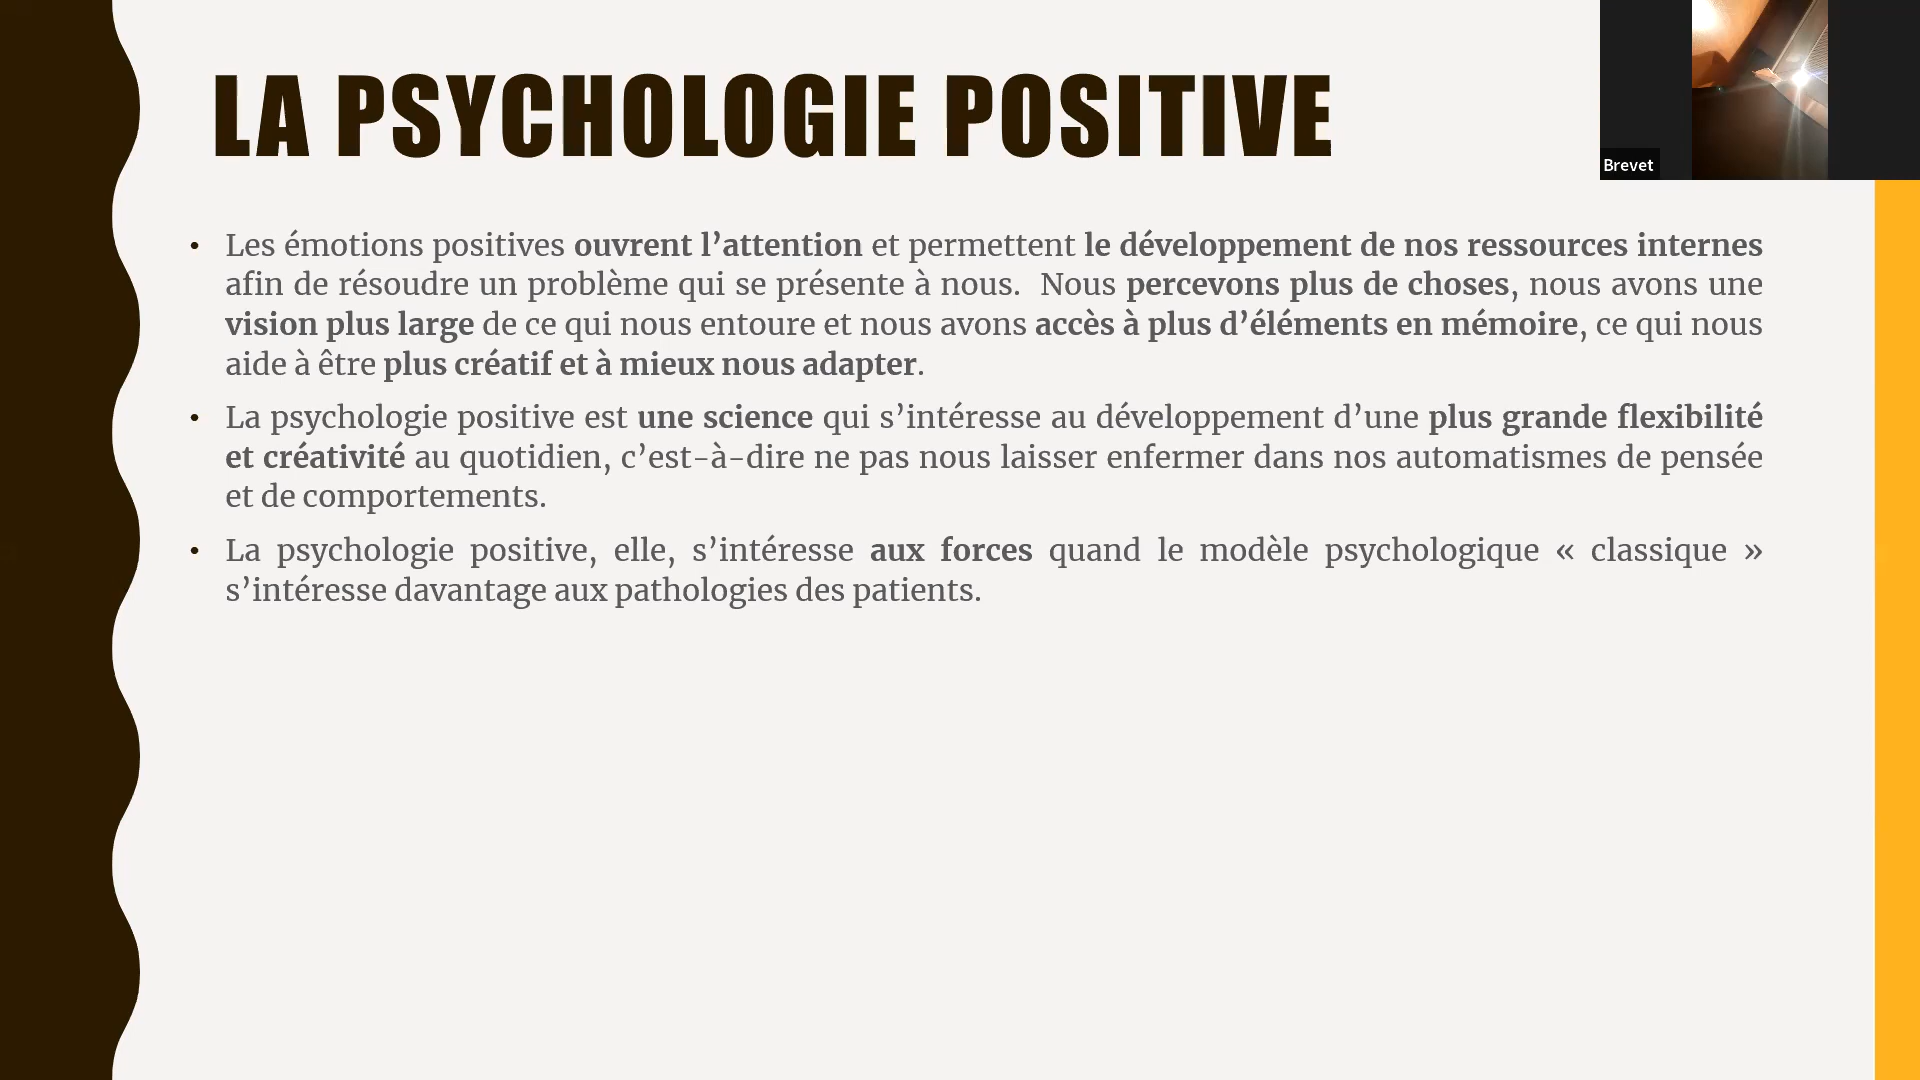 LA PSYCHOLOGIE POSITIVE
Brevet
• Les émotions positives ouvrent l’attention et permettent le développement de nos ressources internes
afin de résoudre un problème qui se présente à nous.  Nous percevons plus de choses, nous avons une
vision plus large de ce qui nous entoure et nous avons accès à plus d’éléments en mémoire, ce qui nous
aide à être plus créatif et à mieux nous adapter.
• La psychologie positive est une science qui s’intéresse au développement d’une plus grande flexibilité
et créativité au quotidien, c’est-à-dire ne pas nous laisser enfermer dans nos automatismes de pensée
et de comportements.
• La psychologie positive, elle, s’intéresse aux forces quand le modèle psychologique « classique »
s’intéresse davantage aux pathologies des patients.